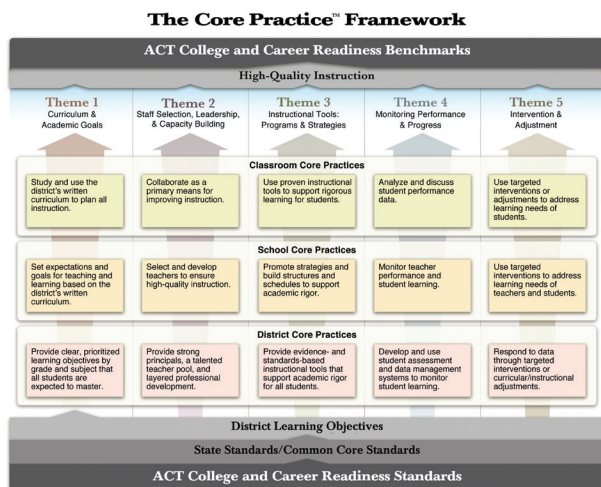 The Core Practice™ Framework
ACT College and Career Readiness Benchmarks
High-Quality Instruction
Theme 1
Curriculum &
Academic Goals
Theme 2
Staff Selection, Leadership,
& Capacity Building
Theme 3
Instructional Tools:
Programs & Strategies
Theme 4
Monitoring Performance
& Progress
Theme 5
Intervention &
Adjustment
Classroom Core Practices
Study and use the
district's written
curriculum to plan all
instruction.
Collaborate as a
primary means for
improving instruction.
Use proven instructional
tools to support rigorous
learning for students.
Analyze and discuss
student performance
data.
Use targeted
interventions or
adjustments to address
learning needs of
students.
School Core Practices
Set expectations and
goals for teaching and
learning based on the
district's written
curriculum.
Select and develop
teachers to ensure
high-quality instruction.
Promote strategies and
build structures and
schedules to support
academic rigor.
Monitor teacher
performance and
student learning.
Use targeted
interventions to address
learning needs of
teachers and students.
District Core Practices
Provide clear, prioritized
learning objectives by
grade and subject that
all students are
expected to master.
Provide strong
principals, a talented
teacher pool, and
layered professional
development.
Provide evidence- and
standards-based
instructional tools that
support academic rigor
for all students.
Develop and use
student assessment
and data management
systems to monitor
student learning.
Respond to data
through targeted
interventions or
curricular/instructional
adjustments.
District Learning Objectives
State Standards/Common Core Standards
ACT College and Career Readiness Standards